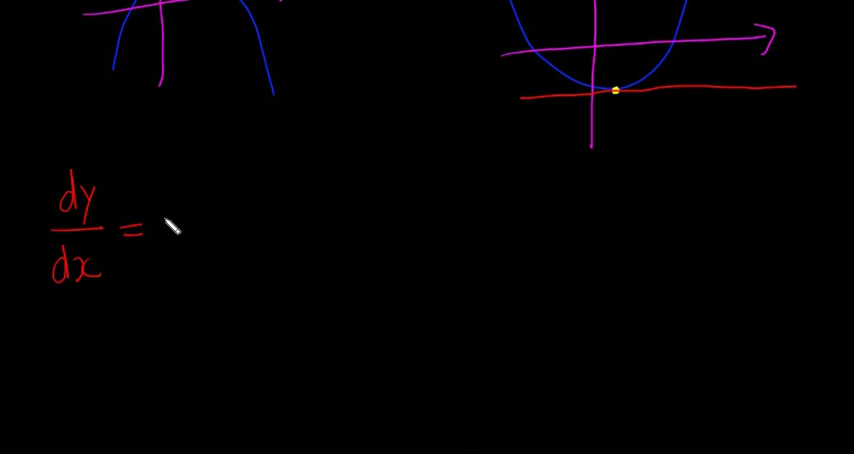 dy/dx =